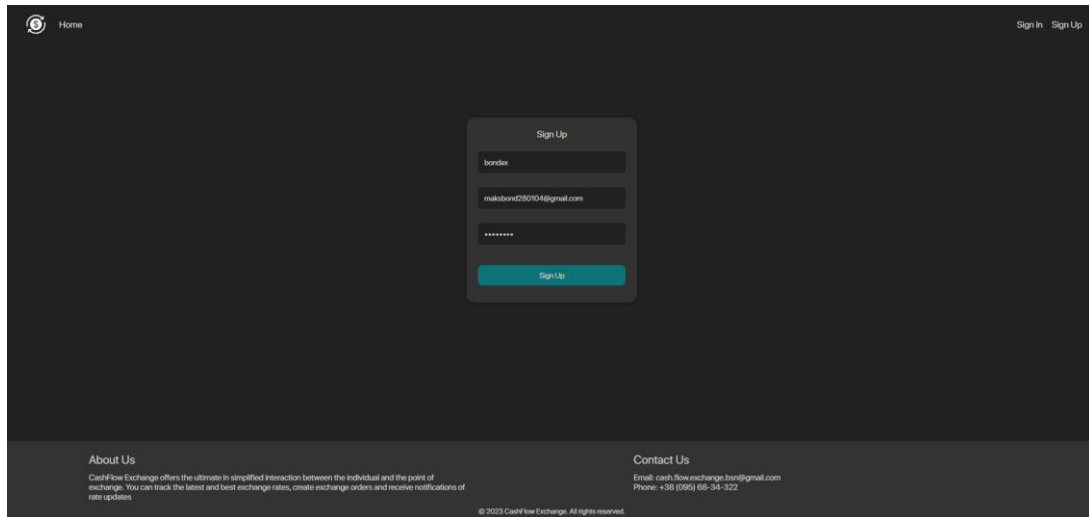 Home
Sign In Sign Up
Sign Up
bondax
maksbond280104@gmail.com
••••••••
Sign Up
About Us
CashFlow Exchange offers the ultimate in simplified interaction between the individual and the point of
exchange. You can track the latest and best exchange rates, create exchange orders and receive notifications of
rate updates
Contact Us
Email: cash.flow.exchange.bsn@gmail.com
Phone: +38 (095) 68-34-322
© 2023 CashFlow Exchange. All rights reserved.